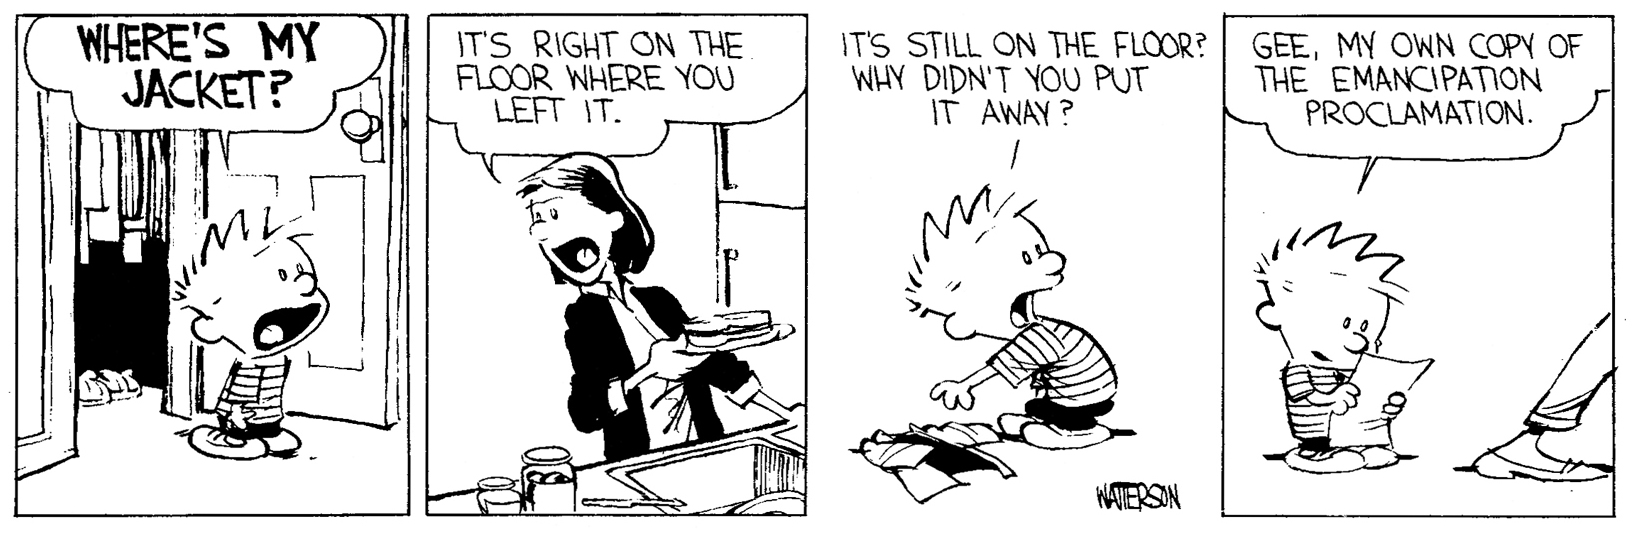 WHERE'S MY
JACKET?
IT'S RIGHT ON THE
FLOOR WHERE YOU
LEFT IT.
IT'S STILL ON THE FLOOR?
WHY DIDN'T YOU PUT
IT AWAY?
WATTERSON
GEE, MY OWN COPY OF
THE EMANCIPATION
PROCLAMATION.